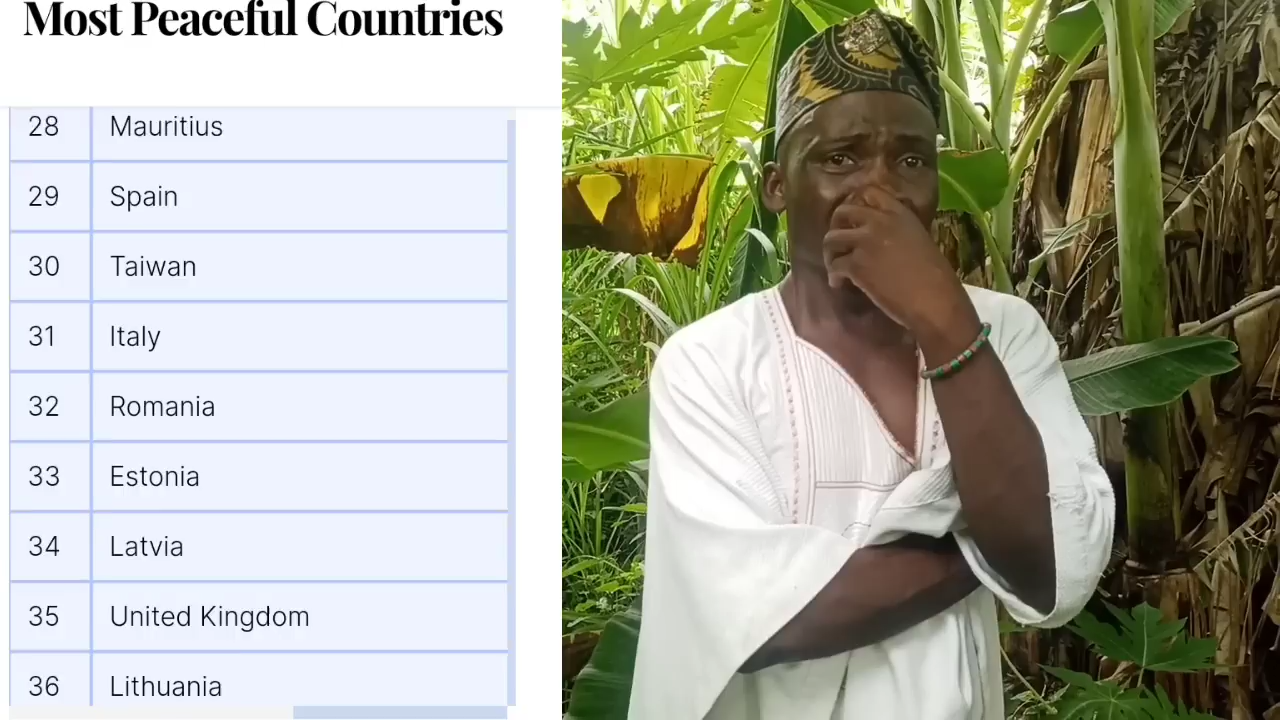 Most Peaceful Countries
28 Mauritius
29 Spain
30 Taiwan
31 Italy
32 Romania
33 Estonia
34 Latvia
35 United Kingdom
36 Lithuania